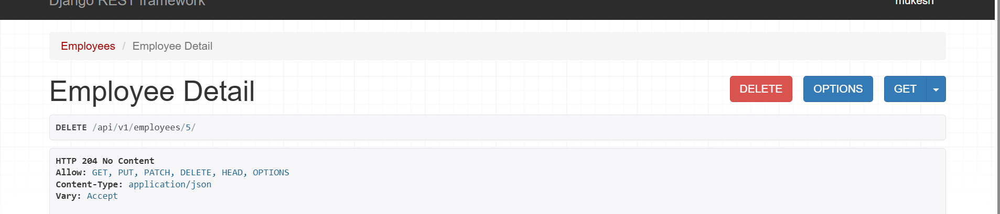 Django REST framework
mukesh
Employees / Employee Detail
Employee Detail
DELETE
OPTIONS
GET
DELETE /api/v1/employees/5/
HTTP 204 No Content
Allow: GET, PUT, PATCH, DELETE, HEAD, OPTIONS
Content-Type: application/json
Vary: Accept